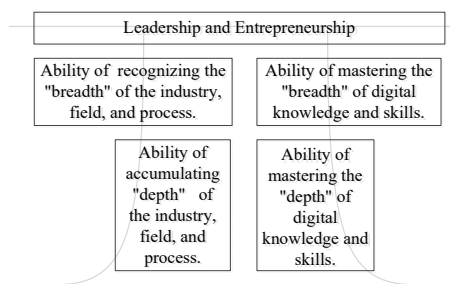 Leadership and Entrepreneurship
Ability of recognizing the
"breadth" of the industry,
field, and process.
Ability of mastering the
"breadth" of digital
knowledge and skills.
Ability of
accumulating
"depth" of
the industry,
field, and
process.
Ability of
mastering the
"depth" of
digital
knowledge and
skills.